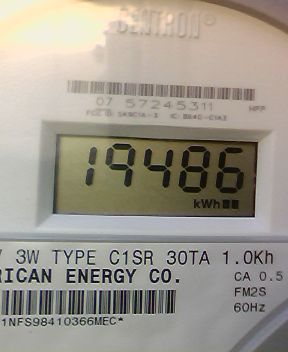 CENTRON®
07 57245311
19486
kWh
3W TYPE C1SR 30TA 1.0Kh
RICAN ENERGY CO.
CA 0.5
FM2S
60Hz
1NFS98410366MEC*